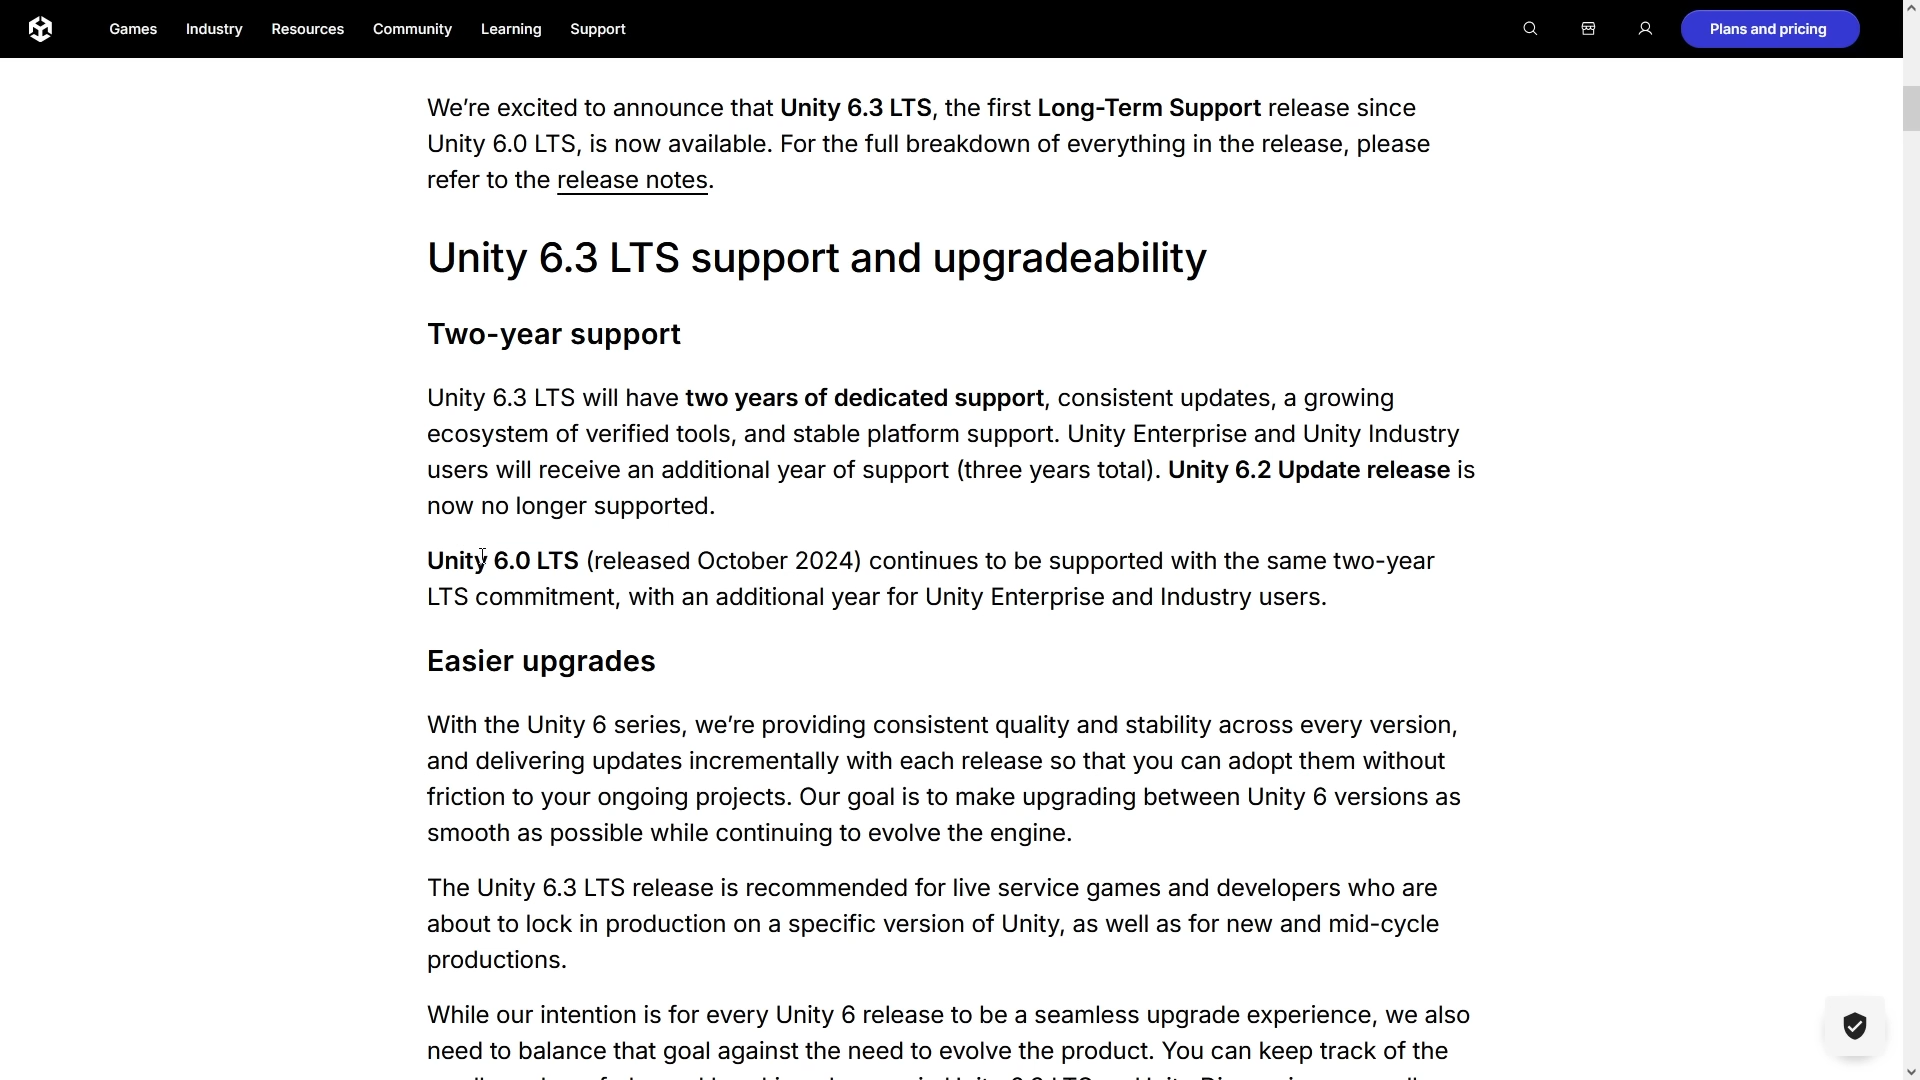 Games Industry Resources Community Learning Support Plans and pricing
We’re excited to announce that Unity 6.3 LTS, the first Long-Term Support release since
Unity 6.0 LTS, is now available. For the full breakdown of everything in the release, please
refer to the release notes.
Unity 6.3 LTS support and upgradeability
Two-year support
Unity 6.3 LTS will have two years of dedicated support, consistent updates, a growing
ecosystem of verified tools, and stable platform support. Unity Enterprise and Unity Industry
users will receive an additional year of support (three years total). Unity 6.2 Update release is
now no longer supported.
Unity 6.0 LTS (released October 2024) continues to be supported with the same two-year
LTS commitment, with an additional year for Unity Enterprise and Industry users.
Easier upgrades
With the Unity 6 series, we’re providing consistent quality and stability across every version,
and delivering updates incrementally with each release so that you can adopt them without
friction to your ongoing projects. Our goal is to make upgrading between Unity 6 versions as
smooth as possible while continuing to evolve the engine.
The Unity 6.3 LTS release is recommended for live service games and developers who are
about to lock in production on a specific version of Unity, as well as for new and mid-cycle
productions.
While our intention is for every Unity 6 release to be a seamless upgrade experience, we also
need to balance that goal against the need to evolve the product. You can keep track of the